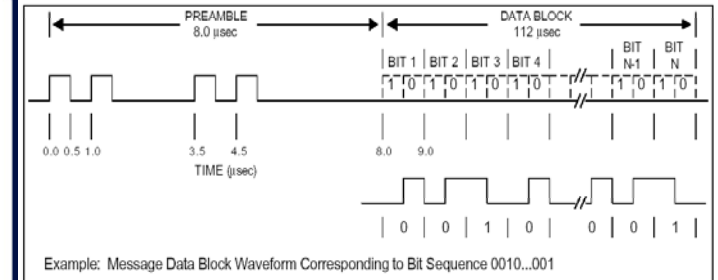 PREAMBLE
8.0 µsec
DATA BLOCK
112 µsec
BIT 1 BIT 2 BIT 3 BIT 4 BIT N-1 BIT N
1 0 1 0 1 0 1 0 1 0 1 0
0.0 0.5 1.0 3.5 4.5 8.0 9.0
TIME (µsec)
0 0 1 0 0 0 1
Example: Message Data Block Waveform Corresponding to Bit Sequence 0010...001